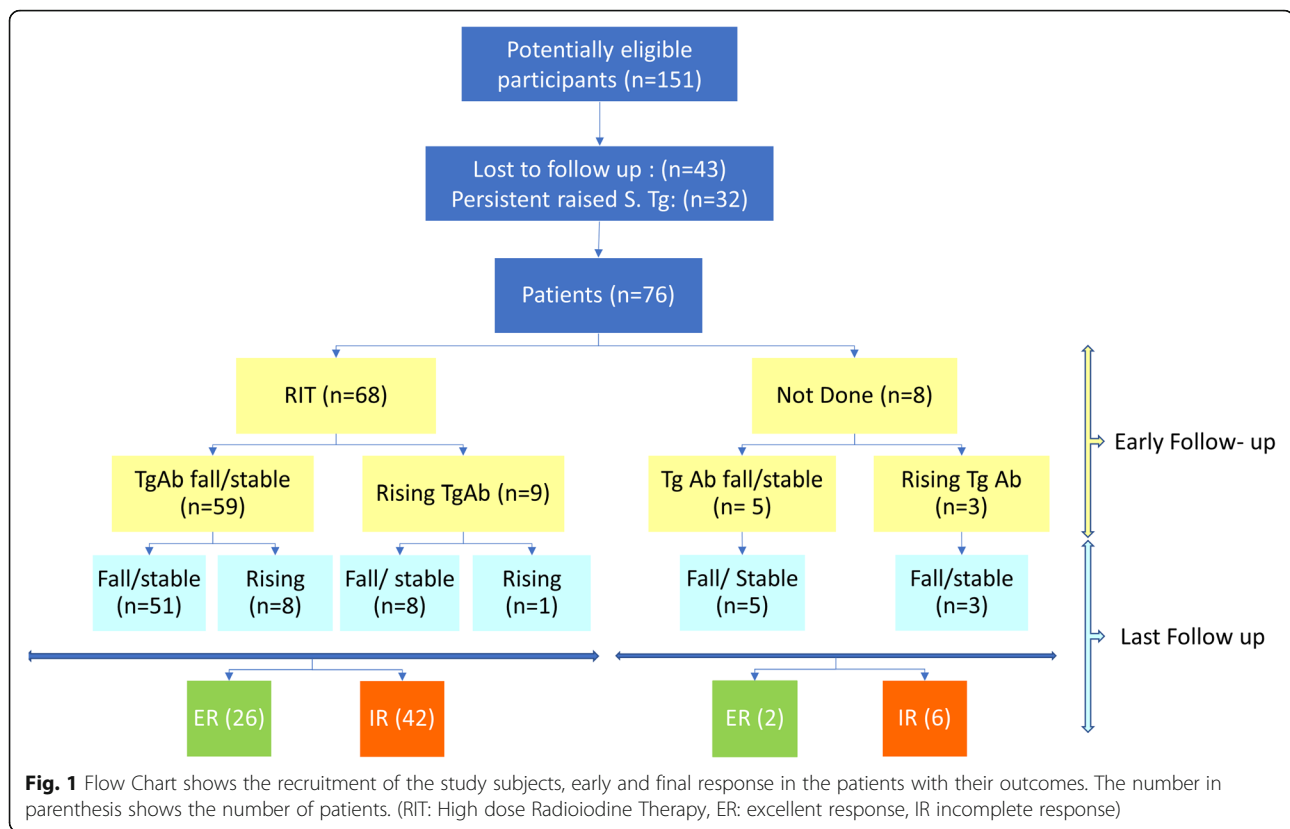 Potentially eligible
participants (n=151)
Lost to follow up : (n=43)
Persistent raised S. Tg: (n=32)
Patients (n=76)
RIT (n=68)
Not Done (n=8)
Early Follow- up
TgAb fall/stable
(n=59)
Rising TgAb (n=9)
Tg Ab fall/stable
(n= 5)
Rising Tg Ab
(n=3)
Fall/stable
(n=51)
Rising
(n=8)
Fall/ stable
(n=8)
Rising
(n=1)
Fall/ Stable
(n=5)
Fall/stable
(n=3)
Last Follow up
ER (26)
IR (42)
ER (2)
IR (6)
Fig. 1 Flow Chart shows the recruitment of the study subjects, early and final response in the patients with their outcomes. The number in
parenthesis shows the number of patients. (RIT: High dose Radioiodine Therapy, ER: excellent response, IR incomplete response)